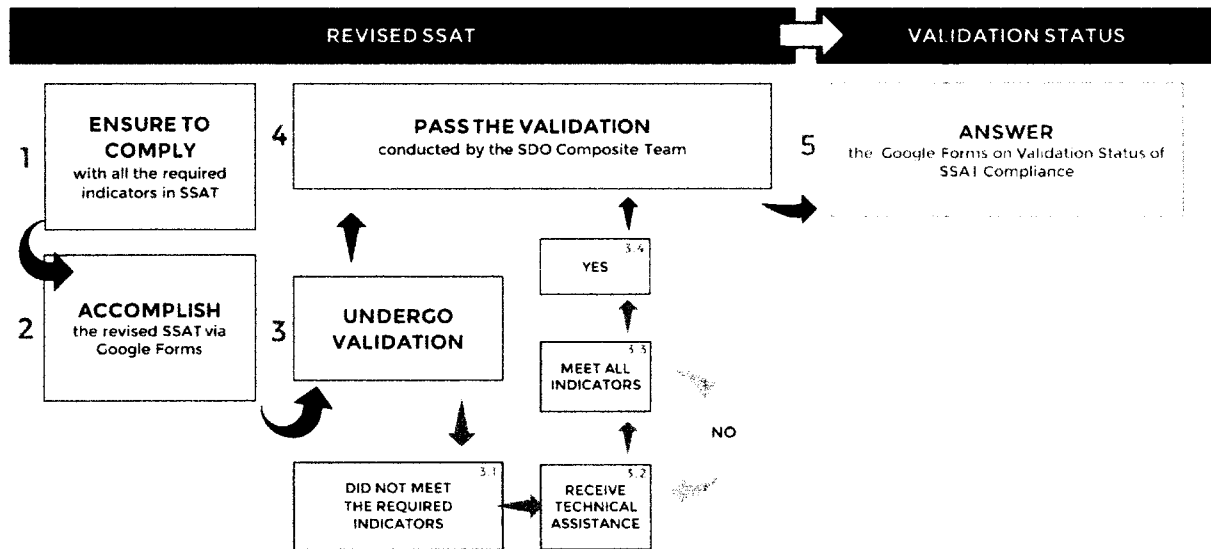 REVISED SSAT
VALIDATION STATUS
1
ENSURE TO
COMPLY
with all the required
indicators in SSAT
2
ACCOMPLISH
the revised SSAT via
Google Forms
3
UNDERGO
VALIDATION
3.1
DID NOT MEET
THE REQUIRED
INDICATORS
3.2
RECEIVE
TECHNICAL
ASSISTANCE
3.3
MEET ALL
INDICATORS
NO
3.4
YES
4
PASS THE VALIDATION
conducted by the SDO Composite Team
5
ANSWER
the Google Forms on Validation Status of
SSAT Compliance